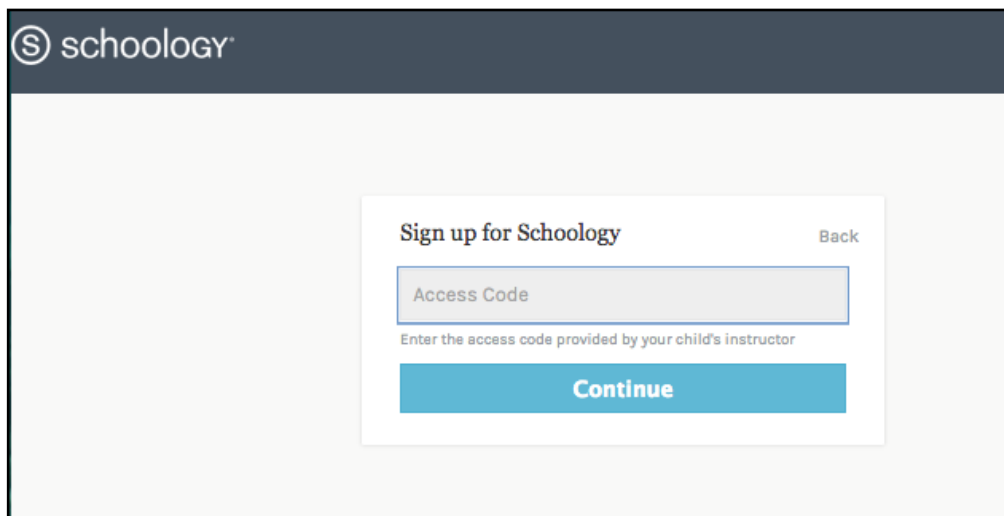 schoology
Sign up for Schoology
Back
Access Code
Enter the access code provided by your child's instructor
Continue